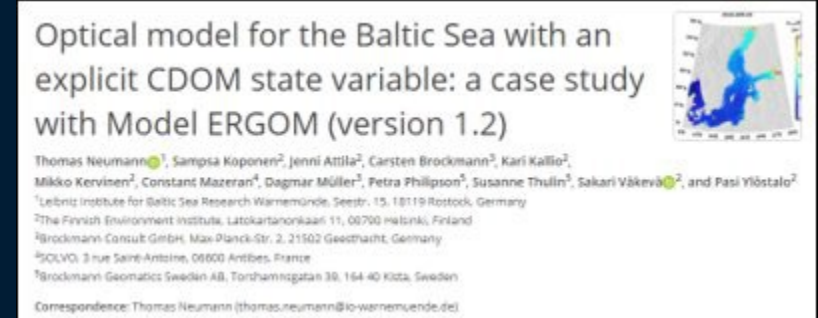 Optical model for the Baltic Sea with an
explicit CDOM state variable: a case study
with Model ERGOM (version 1.2)
Thomas Neumann¹, Sampsa Koponen², Jenni Attila², Carsten Brockmann³, Kari Kallio²,
Mikko Kervinen², Constant Mazeran⁴, Dagmar Müller³, Petra Philipson⁵, Susanne Thulin⁵, Sakari Väkevä², and Pasi Ylöstalo²
¹Leibniz Institute for Baltic Sea Research Warnemünde, Seestr. 15, 18119 Rostock, Germany
²The Finnish Environment Institute, Latokartanonkaari 11, 00790 Helsinki, Finland
³Brockmann Consult GmbH, Max-Planck-Str. 2, 21502 Geesthacht, Germany
⁴SOLVO, 3 rue Saint-Antoine, 06600 Antibes, France
⁵Brockmann Geomatics Sweden AB, Torshamnsgatan 39, 164 40 Kista, Sweden
Correspondence: Thomas Neumann (thomas.neumann@io-warnemuende.de)